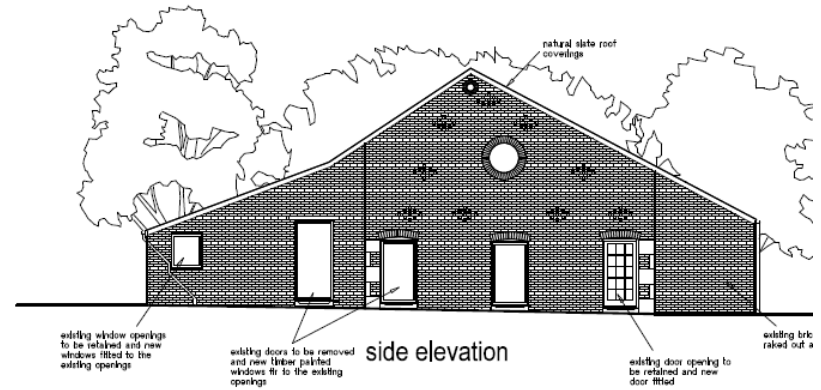 natural slate roof
coverings
existing window openings
to be retained and new
windows fitted to the
existing openings
existing doors to be removed
and new timber painted
windows fir to the existing
openings
side elevation
existing door opening to
be retained and new
door fitted
existing bric
raked out a